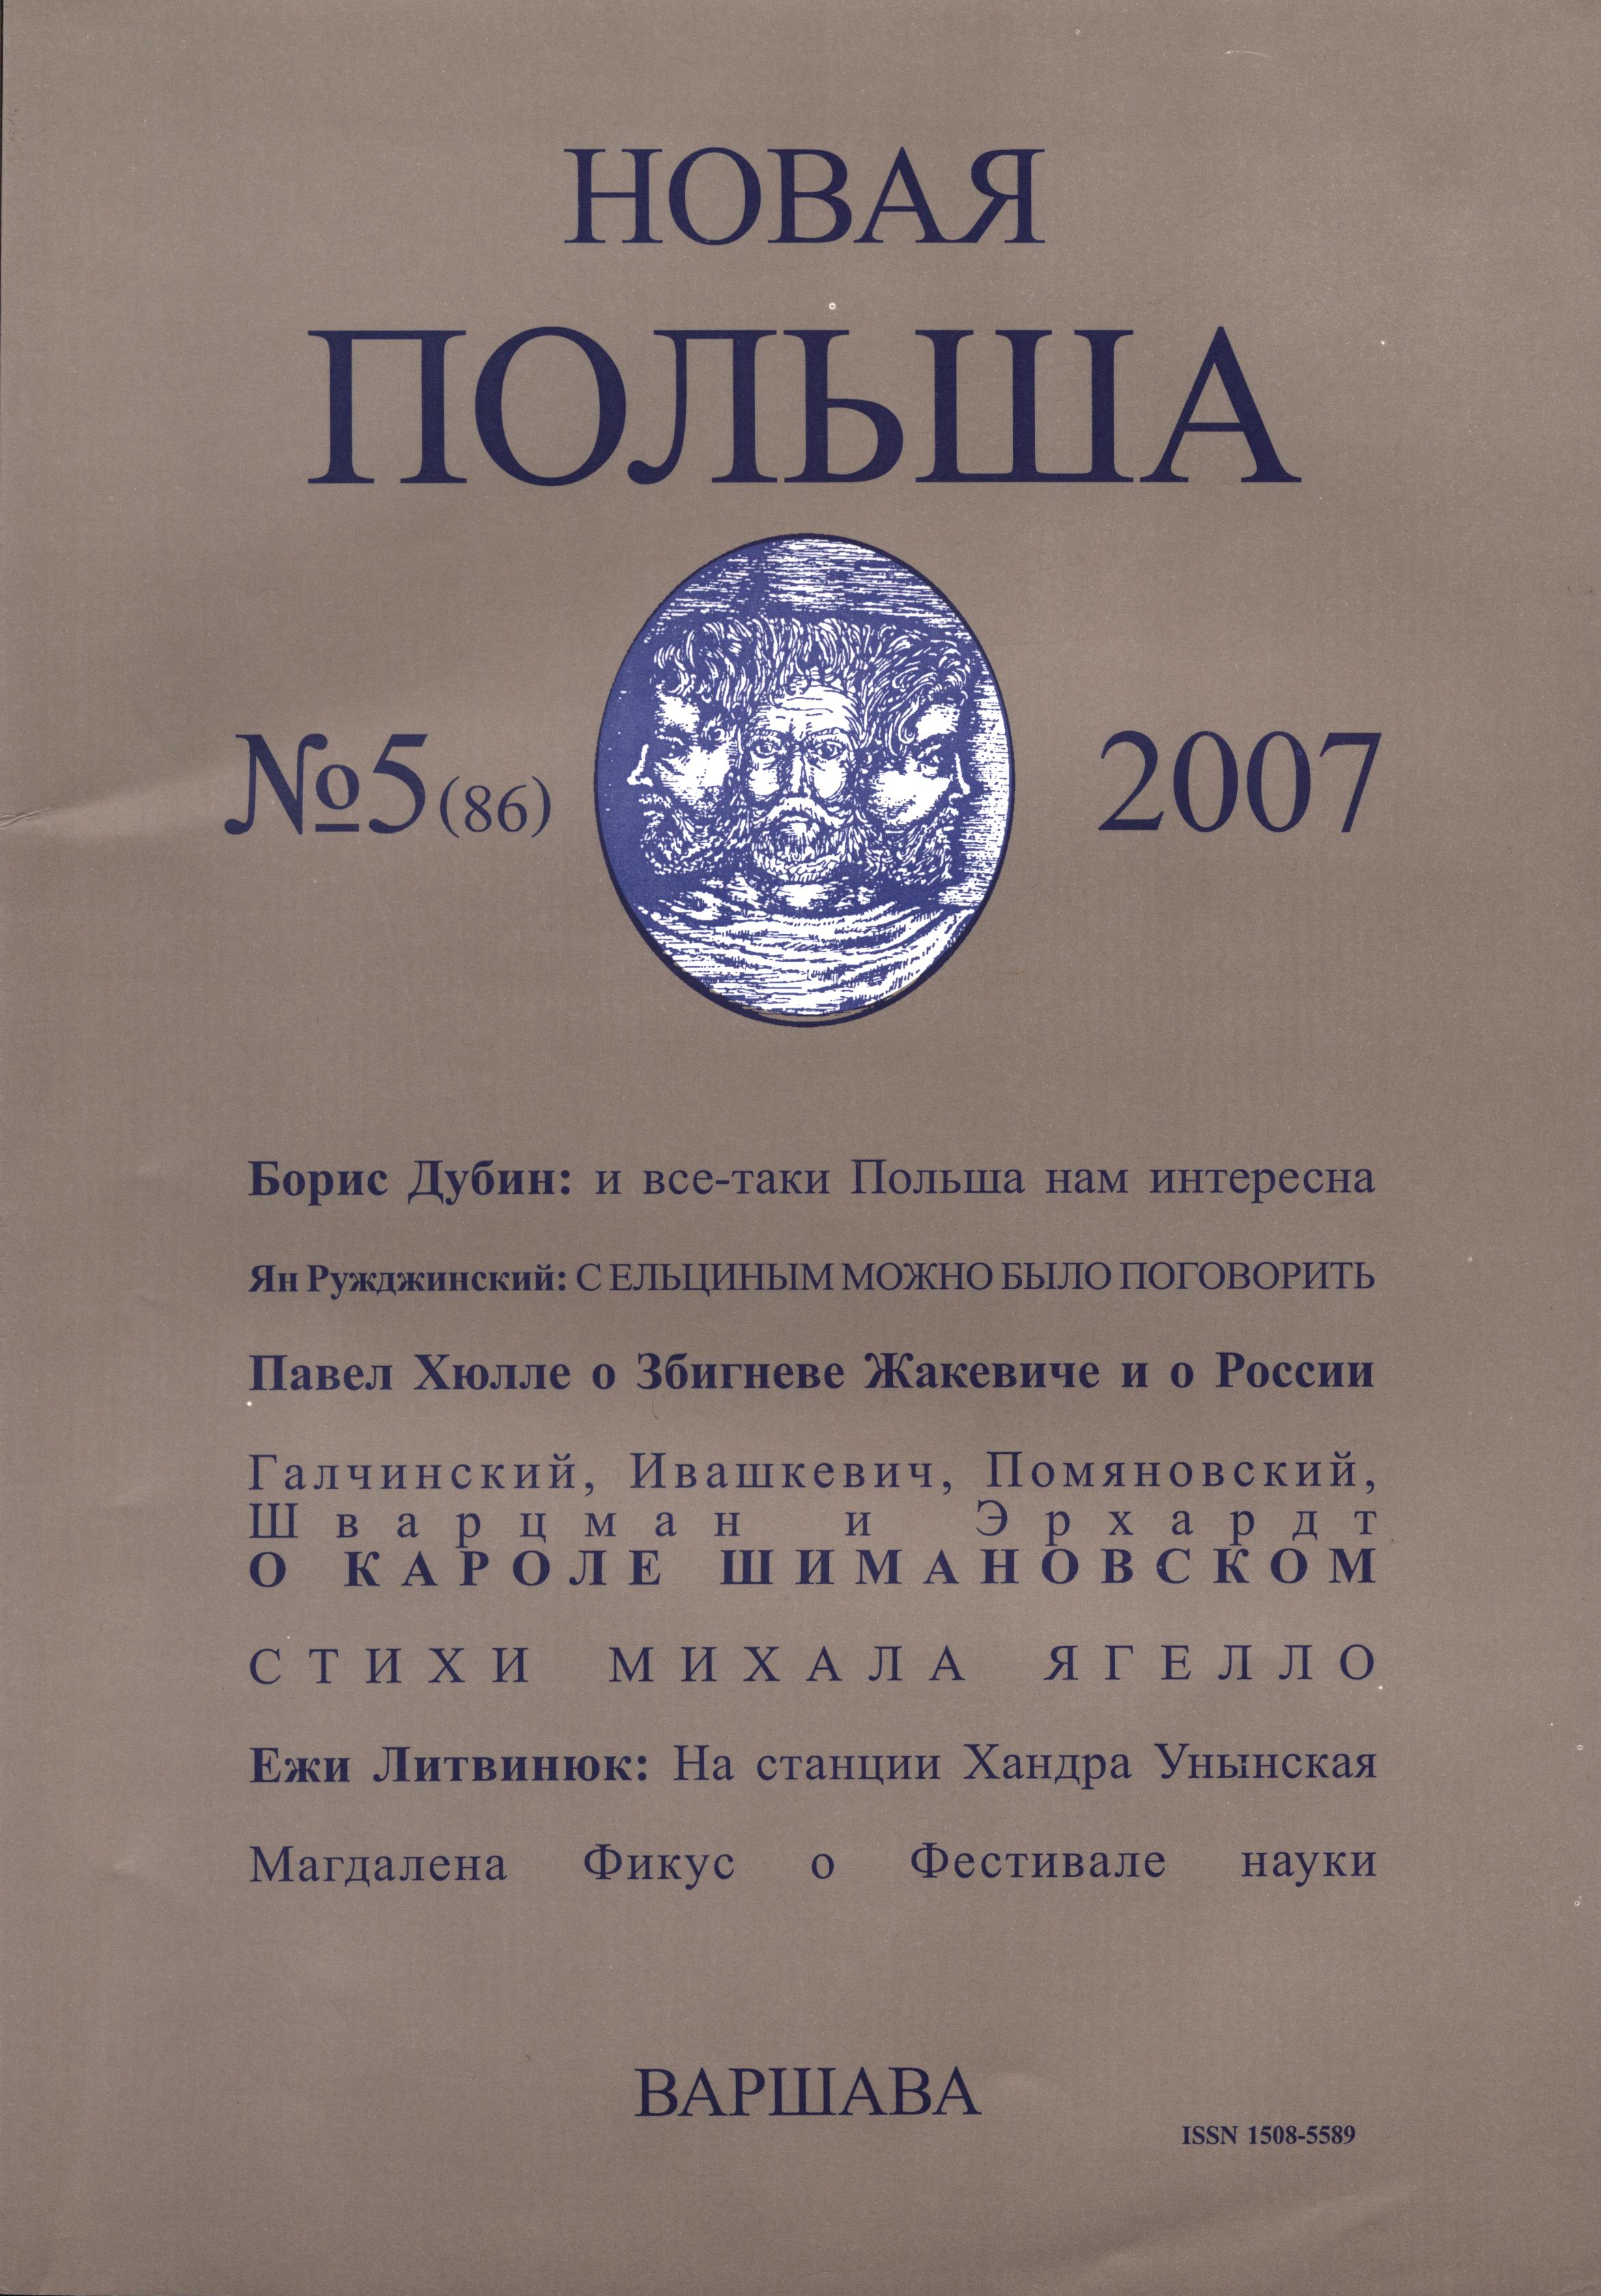 НОВАЯ
ПОЛЬША
№5(86)
2007
Борис Дубин: и все-таки Польша нам интересна
Ян Ружджинский: С ЕЛЬЦИНЫМ МОЖНО БЫЛО ПОГОВОРИТЬ
Павел Хюлле о Збигневе Жакевиче и о России
Галчинский, Ивашкевич, Помяновский,
Шварцман и Эрхардт
О КАРОЛЕ ШИМАНОВСКОМ
СТИХИ МИХАЛА ЯГЕЛЛО
Ежи Литвинюк: На станции Хандра Унынская
Магдалена Фикус о Фестивале науки
ВАРШАВА
ISSN 1508-5589